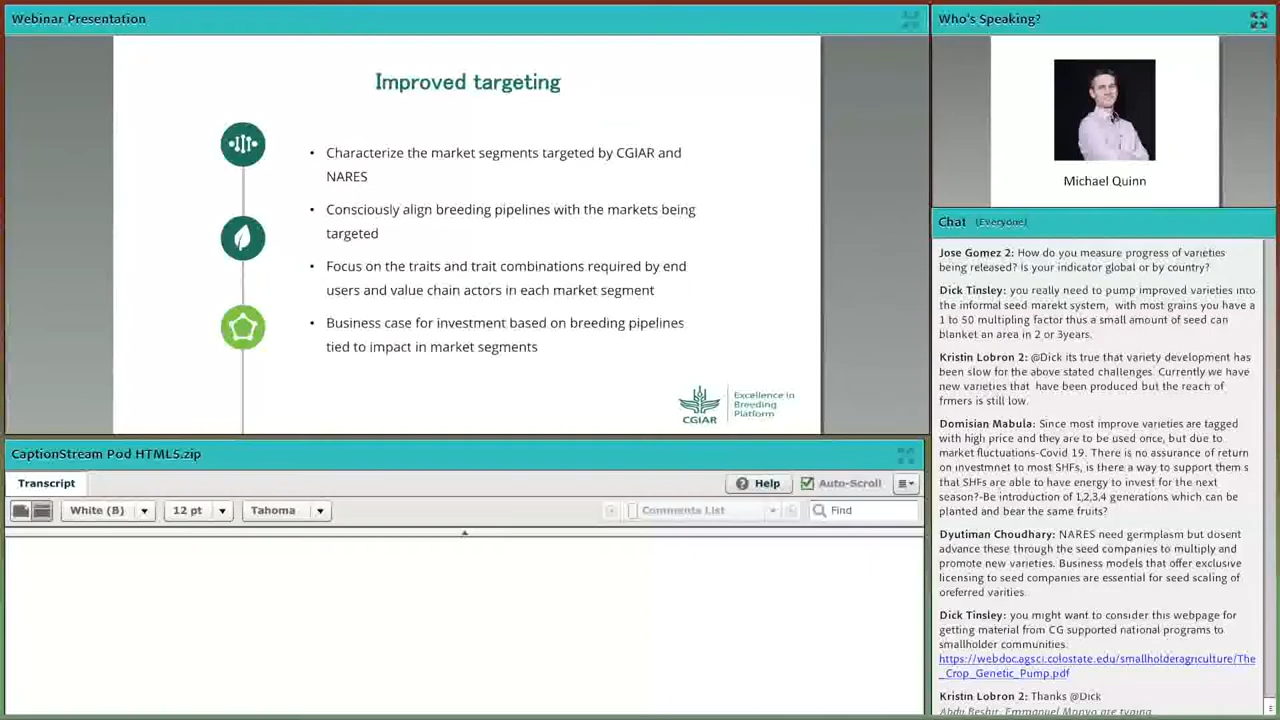 Webinar Presentation
Improved targeting
• Characterize the market segments targeted by CGIAR and
NARES
• Consciously align breeding pipelines with the markets being
targeted
• Focus on the traits and trait combinations required by end
users and value chain actors in each market segment
• Business case for investment based on breeding pipelines
tied to impact in market segments
CGIAR
Excellence in
Breeding
Platform
CaptionStream Pod HTML5.zip
Transcript
Help
Auto-Scroll
White (B)
12 pt
Tahoma
Comments List
Find
Who's Speaking?
Michael Quinn
Chat (Everyone)
Jose Gomez 2: How do you measure progress of varieties
being released? Is your indicator global or by country?
Dick Tinsley: you really need to pump improved varieties into
the informal seed marekt system, with most grains you have a
1 to 50 multipling factor thus a small amount of seed can
blanket an area in 2 or 3years.
Kristin Lobron 2: @Dick its true that variety development has
been slow for the above stated challenges. Currently we have
new varieties that have been produced but the reach of
frmers is still low.
Domisian Mabula: Since most improve varieties are tagged
with high price and they are to be used once, but due to
market fluctuations-Covid 19. There is no assurance of return
on investmnet to most SHFs, is there a way to support them s
that SHFs are able to have energy to invest for the next
season?-Be introduction of 1,2,3,4 generations which can be
planted and bear the same fruits?
Dyutiman Choudhary: NARES need germplasm but dosent
advance these through the seed companies to multiply and
promote new varieties. Business models that offer exclusive
licensing to seed companies are essential for seed scaling of
oreferred varities.
Dick Tinsley: you might want to consider this webpage for
getting material from CG supported national programs to
smallholder communities.
https://webdoc.agsci.colostate.edu/smallholderagriculture/The
_Crop_Genetic_Pump.pdf
Kristin Lobron 2: Thanks @Dick
Abdu Beshir, Emmanuel Monyo are typing